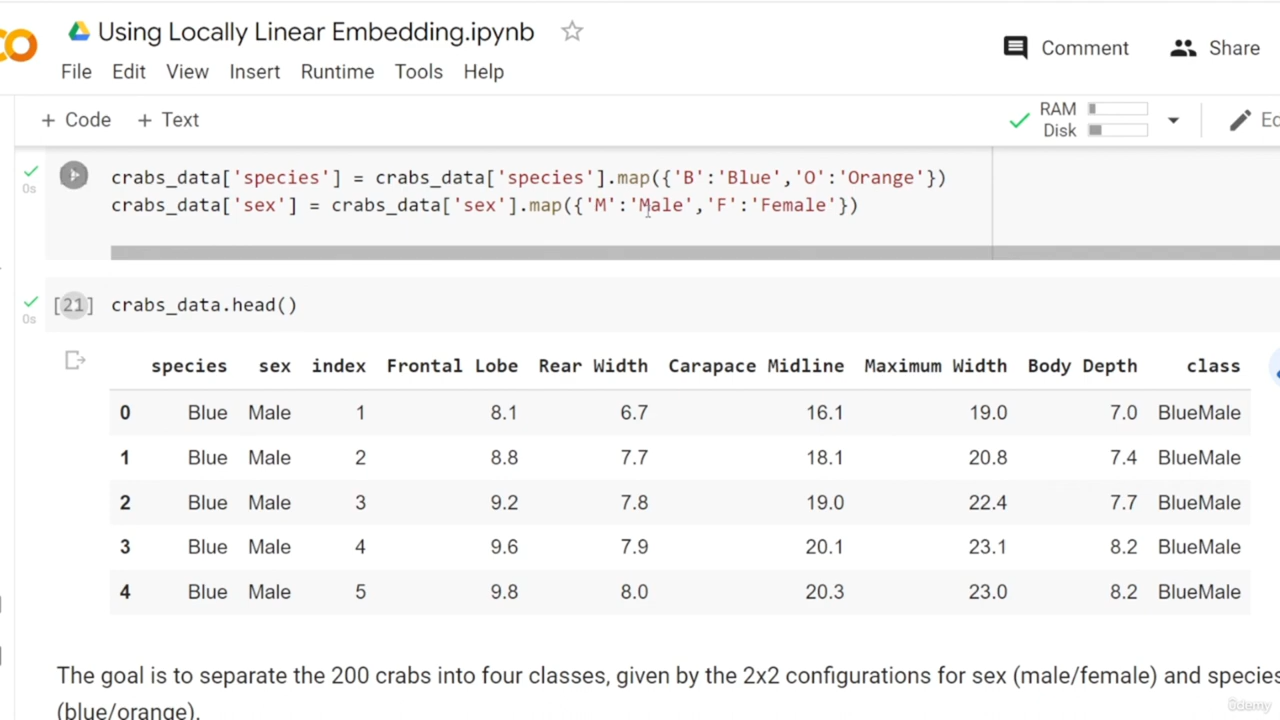 Using Locally Linear Embedding.ipynb
Comment Share
File Edit View Insert Runtime Tools Help
+ Code + Text
RAM
Disk
0s
crabs_data['species'] = crabs_data['species'].map({'B':'Blue','O':'Orange'})
crabs_data['sex'] = crabs_data['sex'].map({'M':'Male','F':'Female'})
0s
[21] crabs_data.head()
species sex index Frontal Lobe Rear Width Carapace Midline Maximum Width Body Depth class
0 Blue Male 1 8.1 6.7 16.1 19.0 7.0 BlueMale
1 Blue Male 2 8.8 7.7 18.1 20.8 7.4 BlueMale
2 Blue Male 3 9.2 7.8 19.0 22.4 7.7 BlueMale
3 Blue Male 4 9.6 7.9 20.1 23.1 8.2 BlueMale
4 Blue Male 5 9.8 8.0 20.3 23.0 8.2 BlueMale
The goal is to separate the 200 crabs into four classes, given by the 2x2 configurations for sex (male/female) and species
(blue/orange).